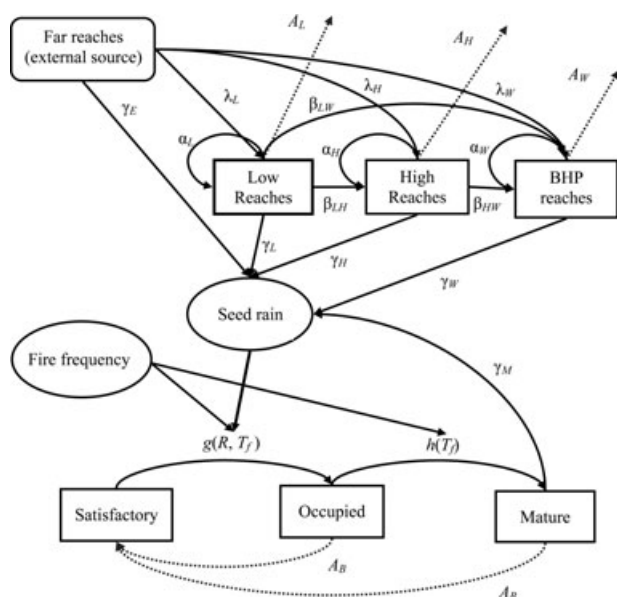 Far reaches
(external source)
A_L
A_H
A_W
λ_L
λ_H
λ_W
β_LW
γ_E
α_L
α_H
α_W
Low
Reaches
High
Reaches
BHP
reaches
β_LH
β_HW
γ_L
γ_H
γ_W
Seed rain
Fire frequency
γ_M
g(R, T_f)
h(T_f)
Satisfactory
Occupied
Mature
A_B